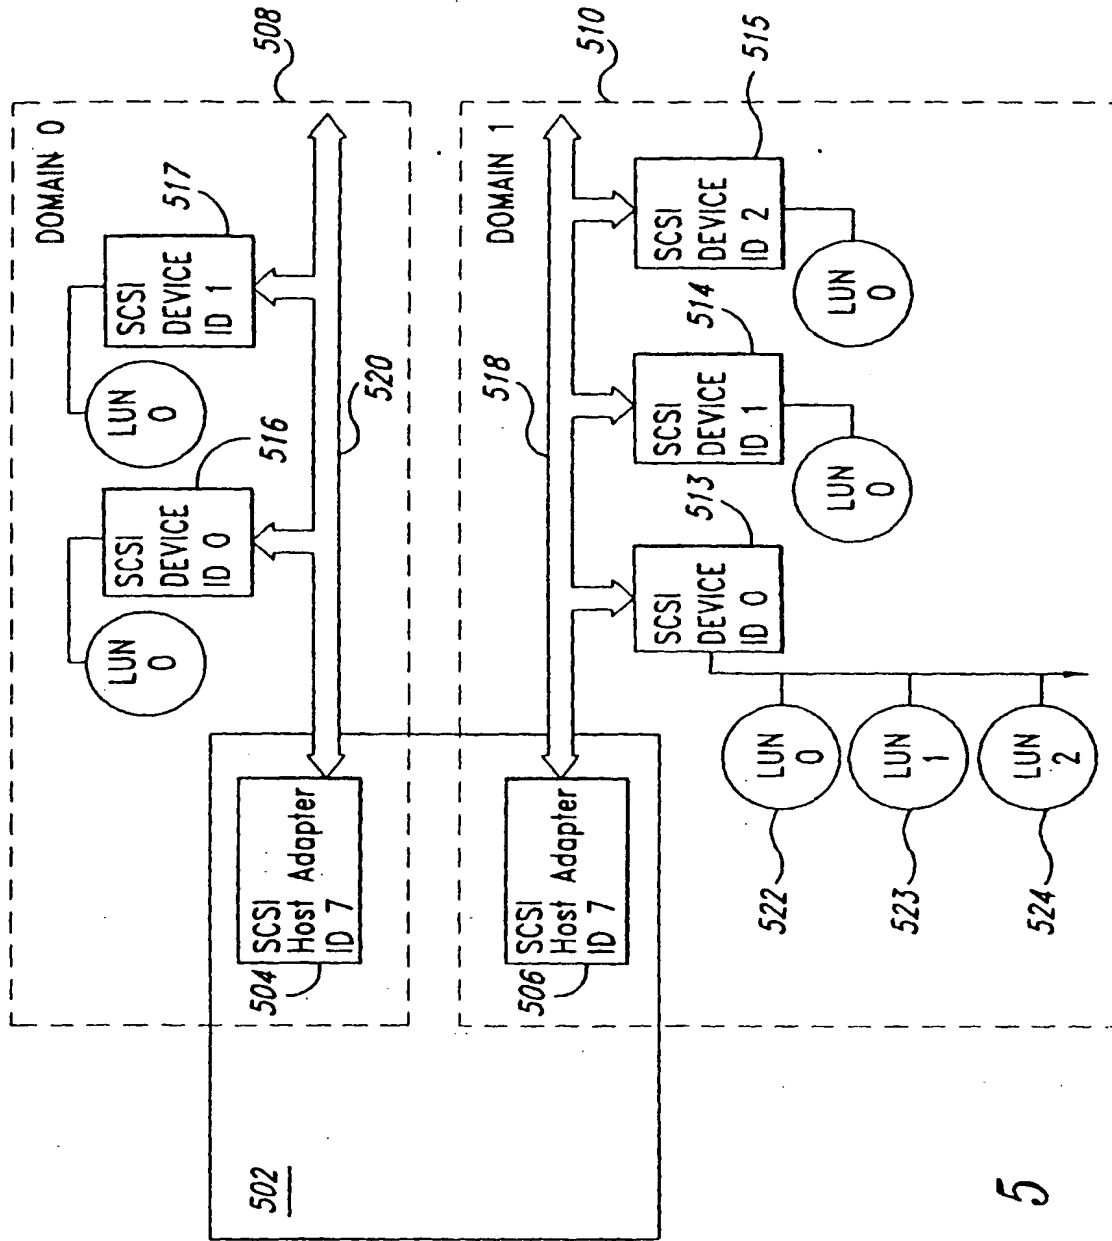 DOMAIN 0
508
SCSI
DEVICE
ID 1
517
LUN
0
SCSI
DEVICE
ID 0
516
LUN
0
520
SCSI
Host Adapter
ID 7
504
502
DOMAIN 1
510
518
SCSI
Host Adapter
ID 7
506
SCSI
DEVICE
ID 0
513
SCSI
DEVICE
ID 1
514
SCSI
DEVICE
ID 2
515
LUN
0
522
LUN
1
523
LUN
2
524
LUN
0
LUN
0
5